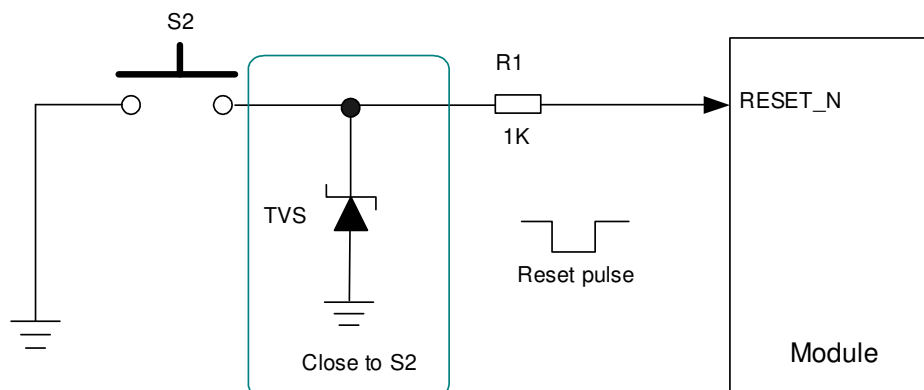 S2
R1
RESET_N
1K
TVS
Reset pulse
Close to S2
Module